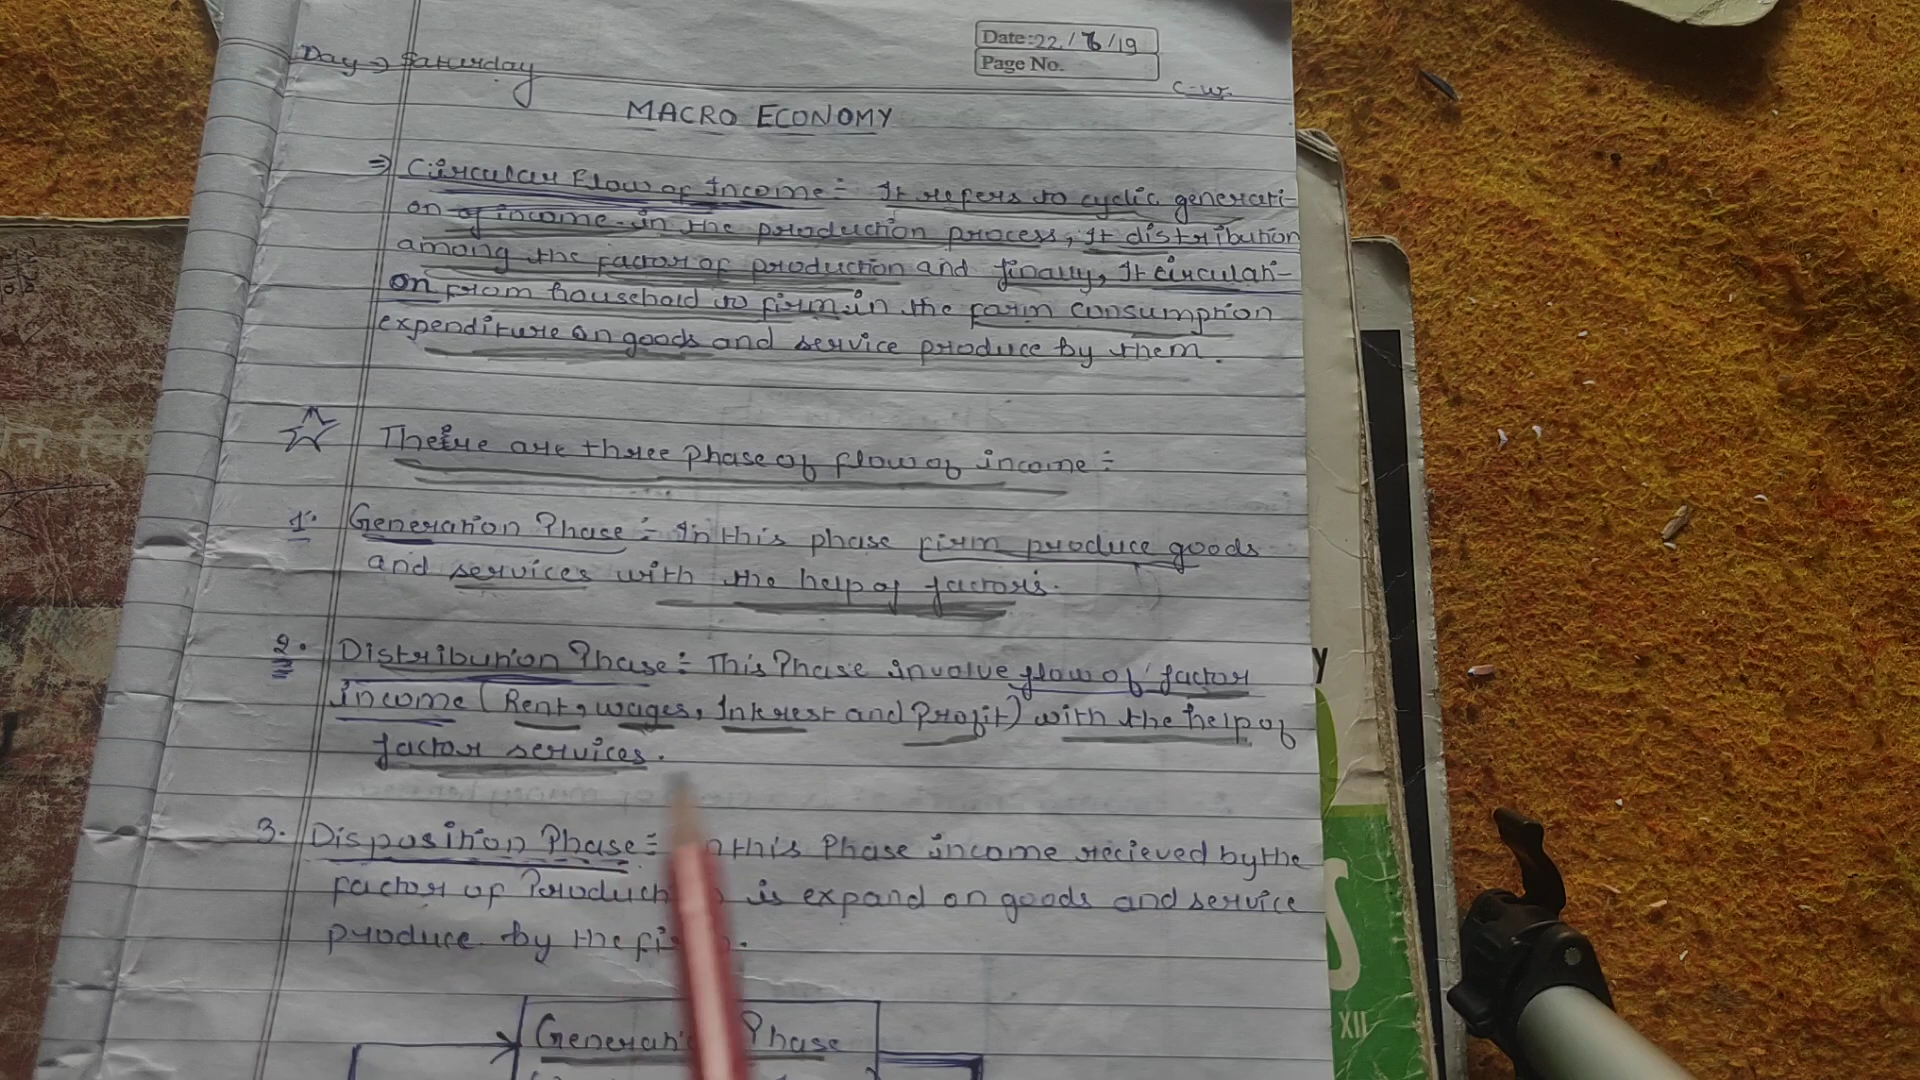 Day → Saturday
Date: 22/6/19
Page No.
C-W.
MACRO ECONOMY
⇒ Circular Flow of Income :- It refers to cyclic generati-
on of income in the production process, It distribution
among the factor of production and finally, It circulari-
on from household to firm in the form consumption
expenditure on goods and service produce by them.
☆ There are three phase of flow of income :-
1. Generation Phase :- In this phase firm produce goods
and services with the help of factors.
2. Distribution Phase :- This Phase involve flow of factor
income (Rent, wages, Interest and Profit) with the help of
factor services.
3. Disposition Phase :- In this Phase income recieved by the
factor of Product is expand on goods and service
produce by the fi
Generation Phase
y
S
XII